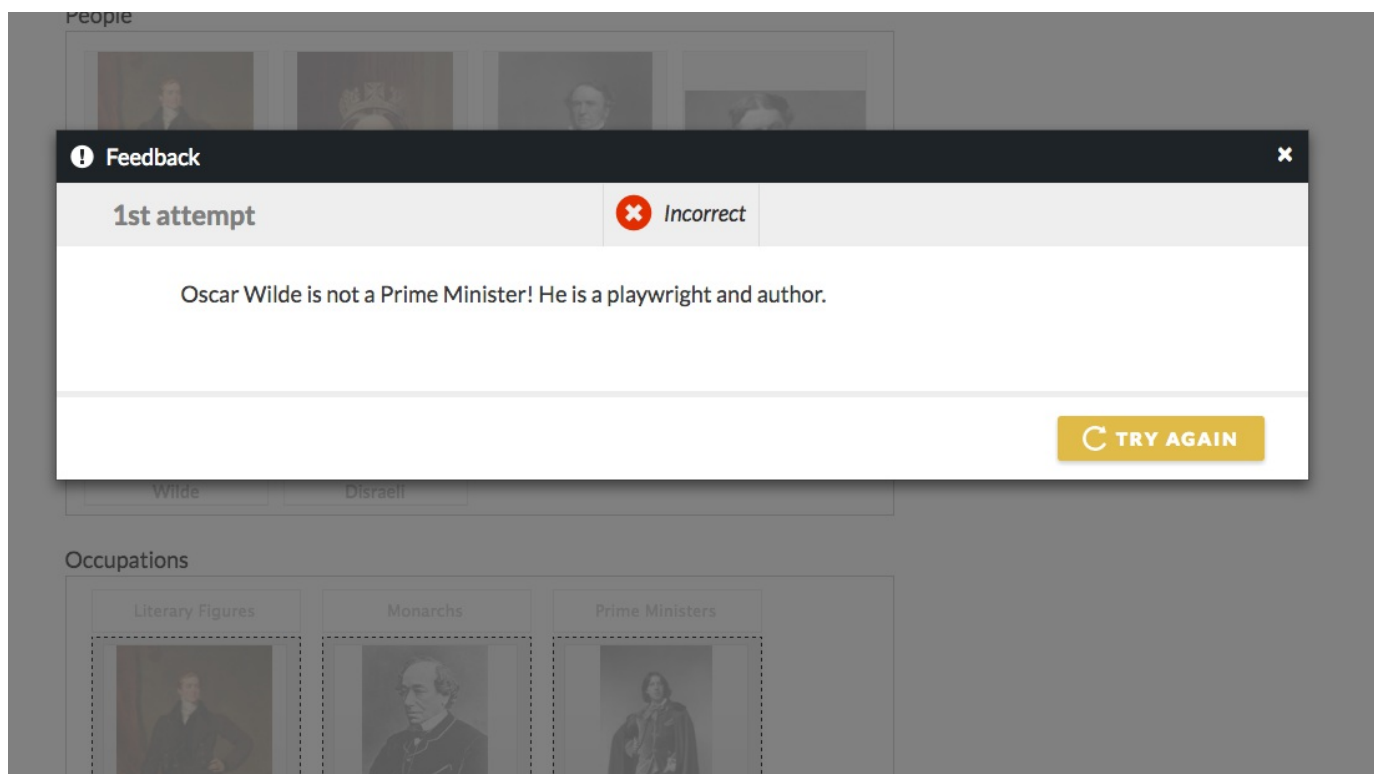 People
Feedback
1st attempt
Incorrect
Oscar Wilde is not a Prime Minister! He is a playwright and author.
TRY AGAIN
Wilde
Disraeli
Occupations
Literary Figures
Monarchs
Prime Ministers